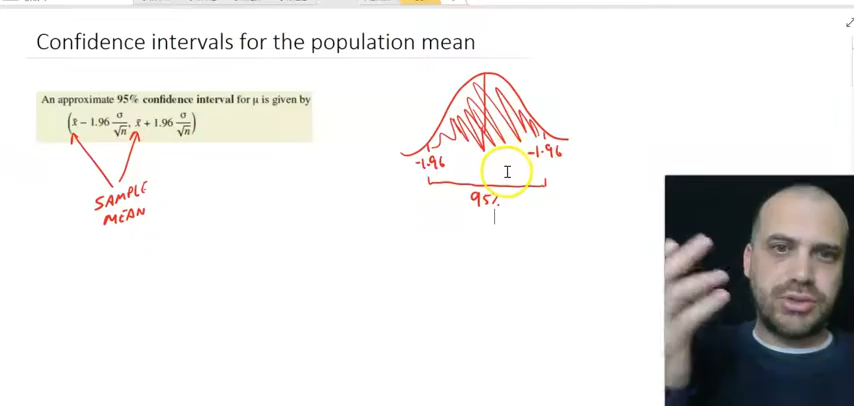 Confidence intervals for the population mean
An approximate 95% confidence interval for μ is given by
(x̄ − 1.96 σ/√n, x̄ + 1.96 σ/√n)
SAMPLE
MEAN
-1.96
-1.96
95%